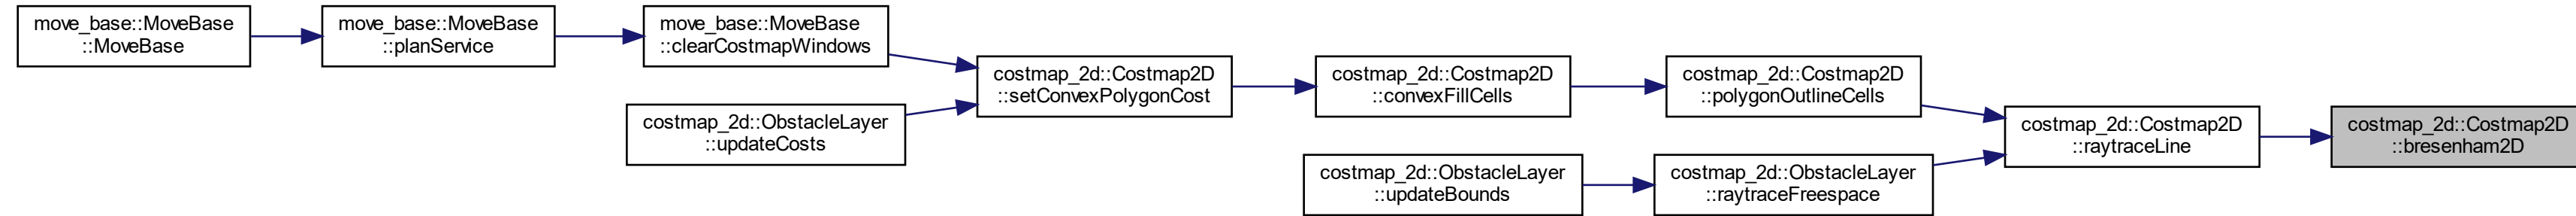 move_base::MoveBase
::MoveBase
move_base::MoveBase
::planService
move_base::MoveBase
::clearCostmapWindows
costmap_2d::ObstacleLayer
::updateCosts
costmap_2d::Costmap2D
::setConvexPolygonCost
costmap_2d::Costmap2D
::convexFillCells
costmap_2d::ObstacleLayer
::updateBounds
costmap_2d::Costmap2D
::polygonOutlineCells
costmap_2d::ObstacleLayer
::raytraceFreespace
costmap_2d::Costmap2D
::raytraceLine
costmap_2d::Costmap2D
::bresenham2D